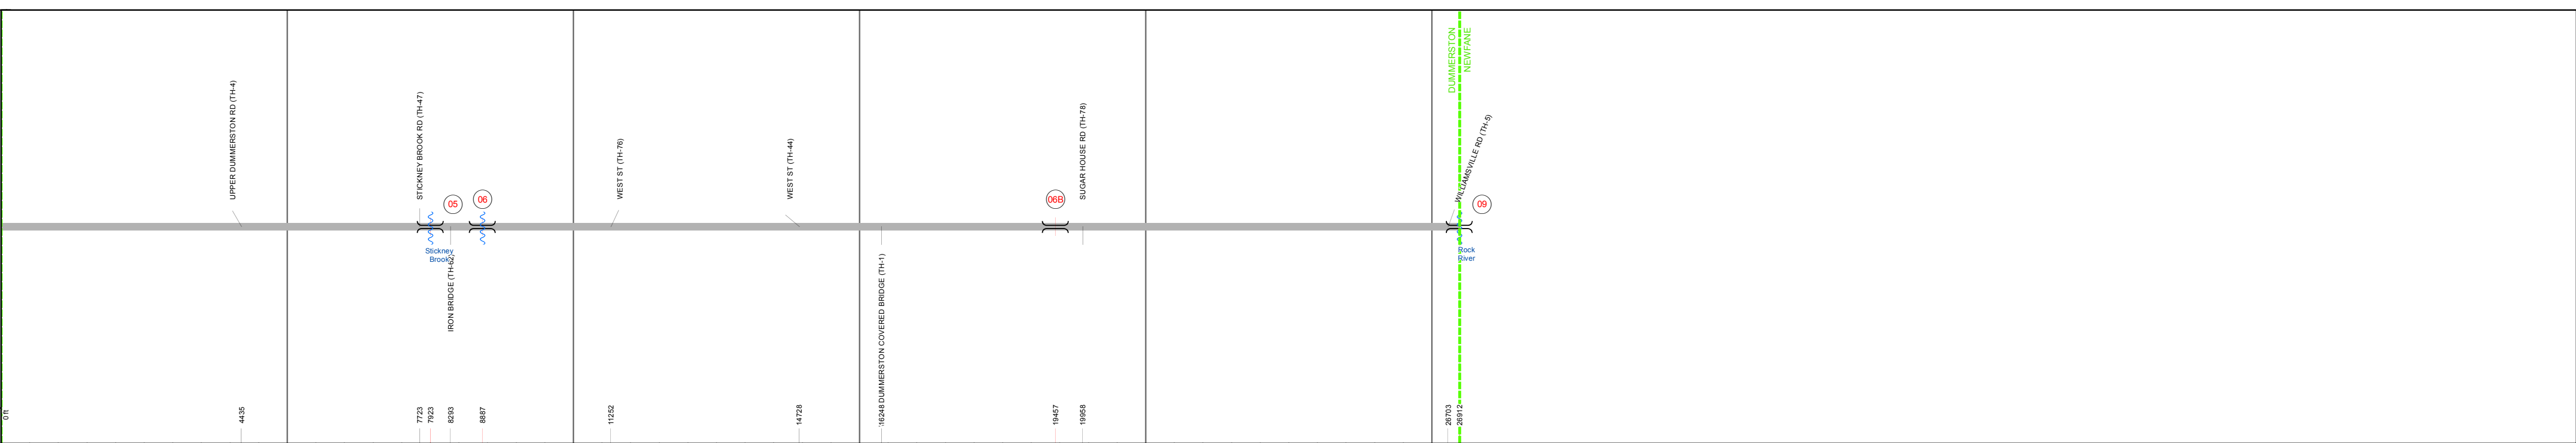 UPPER DUMMERSTON RD (TH-4)
STICKNEY BROOK RD (TH-47)
05
06
Stickney
Brook
IRON BRIDGE (TH-62)
WEST ST (TH-76)
WEST ST (TH-44)
DUMMERSTON COVERED BRIDGE (TH-1)
06B
SUGAR HOUSE RD (TH-78)
DUMMERSTON
NEWFANE
WILLIAMSVILLE RD (TH-5)
09
Rock
River
0 ft
4435
7723
7923
8293
8887
11252
14728
16248
19457
19958
26703
26912